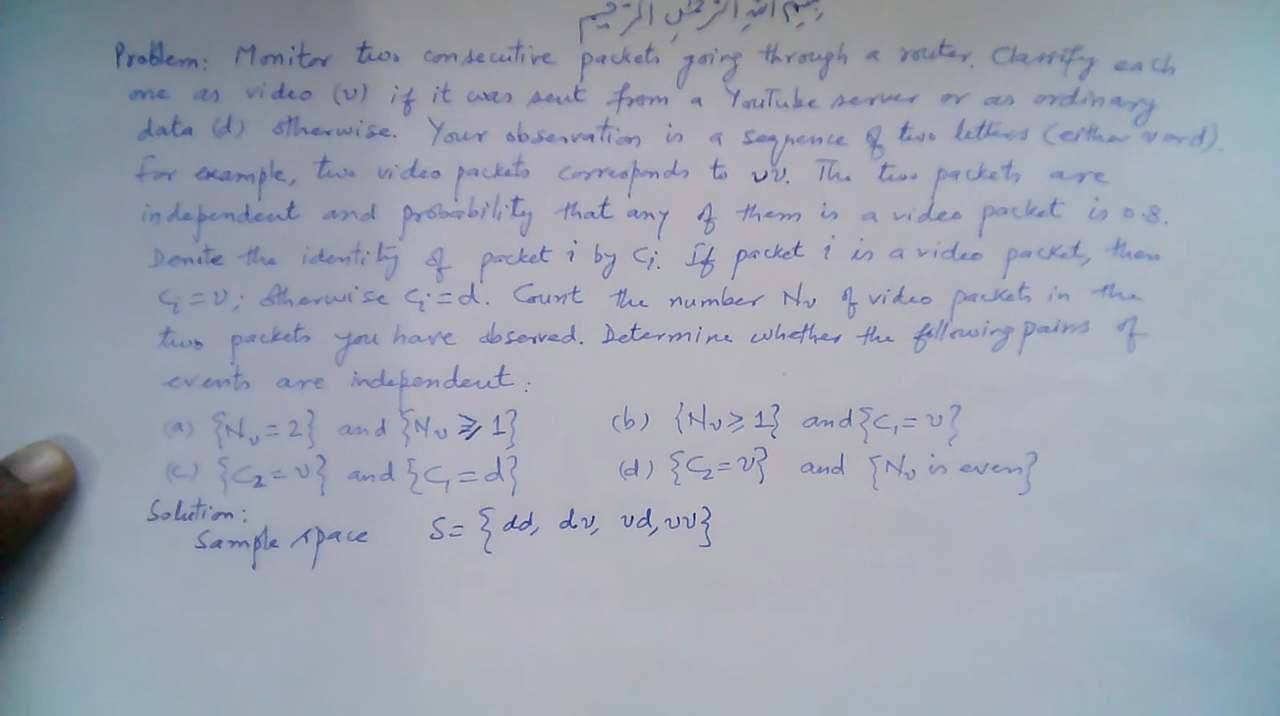 بسم الله الرحمن الرحيم
Problem: Monitor two consecutive packets going through a router. Classify each
one as video (v) if it was sent from a YouTube server or as ordinary
data (d) otherwise. Your observation is a sequence of two letters (either v or d).
For example, two video packets corresponds to vv. The two packets are
independent and probability that any of them is a video packet is 0.8.
Denote the identity of packet i by Ci. If packet i is a video packet, then
Ci = v; otherwise Ci = d. Count the number Nv of video packets in the
two packets you have observed. Determine whether the following pairs of
events are independent:
(a) {Nv = 2} and {Nv ≥ 1} (b) {Nv ≥ 1} and {C1 = v}
(c) {C2 = v} and {C1 = d} (d) {C2 = v} and {Nv is even}
Solution:
Sample space S = {dd, dv, vd, vv}